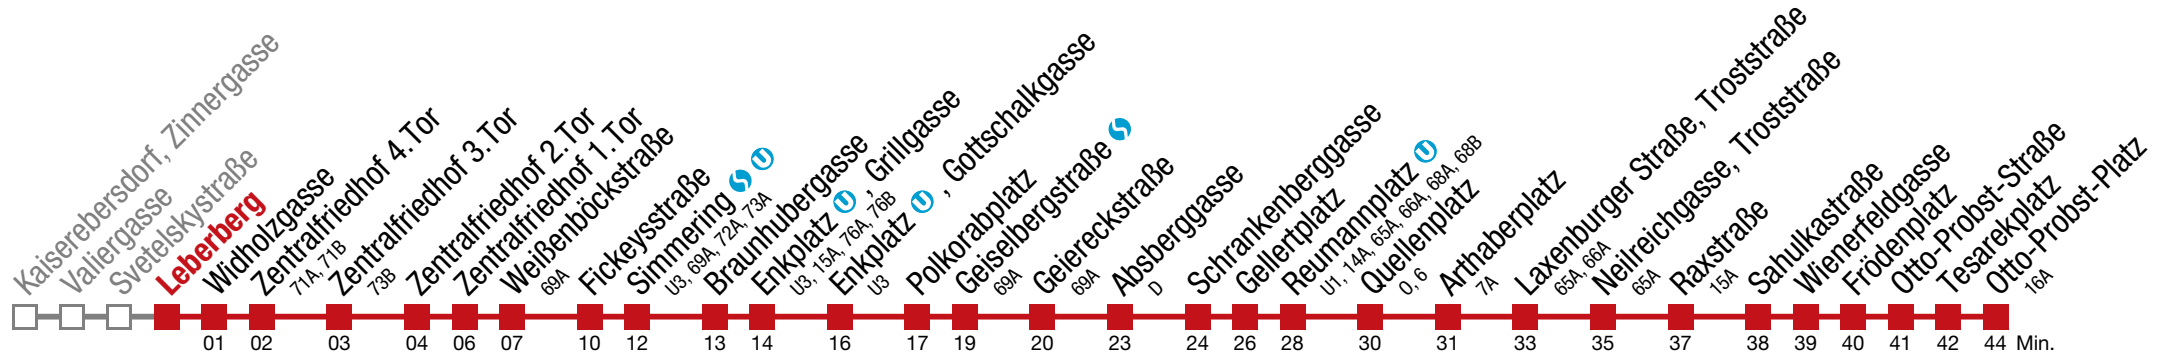 Kaiserebersdorf, Zinnergasse
Valiergasse
Svetelskystraße
Leberberg
Widholzgasse
Zentralfriedhof 4.Tor
71A, 71B
Zentralfriedhof 3.Tor
73B
Zentralfriedhof 2.Tor
Zentralfriedhof 1.Tor
Weißenböckstraße
69A
Fickeysstraße
Simmering S U
U3, 69A, 72A, 73A
Braunhubergasse
Enkplatz U , Grillgasse
U3, 15A, 76A, 76B
Enkplatz U , Gottschalkgasse
U3
Polkorabplatz
Geiselbergstraße S
69A
Geiereckstraße
69A
Absberggasse
D
Schrankenberggasse
Gellertplatz
Reumannplatz U
U1, 14A, 65A, 66A, 68A, 68B
Quellenplatz
O, 6
Arthaberplatz
7A
Laxenburger Straße, Troststraße
65A, 66A
Neilreichgasse, Troststraße
65A
Raxstraße
15A
Sahulkastraße
Wienerfeldgasse
Frödenplatz
Otto-Probst-Straße
Tesarekplatz
Otto-Probst-Platz
16A
01 02 03 04 06 07 10 12 13 14 16 17 19 20 23 24 26 28 30 31 33 35 37 38 39 40 41 42 44 Min.